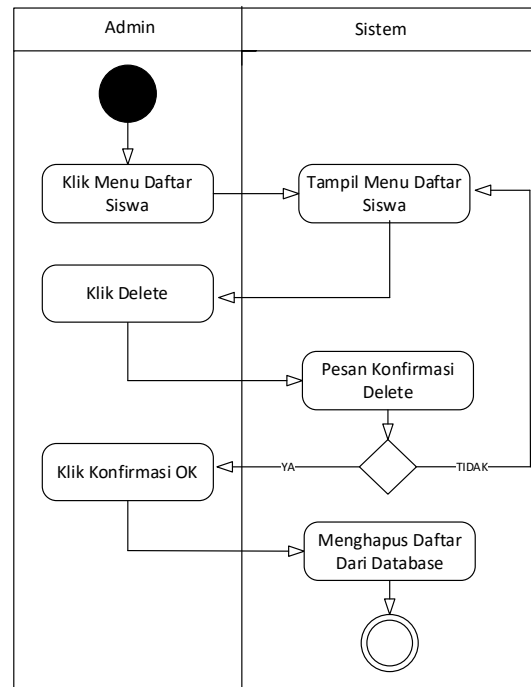 Admin
Sistem
Klik Menu Daftar
Siswa
Tampil Menu Daftar
Siswa
Klik Delete
Pesan Konfirmasi
Delete
Klik Konfirmasi OK
YA
TIDAK
Menghapus Daftar
Dari Database